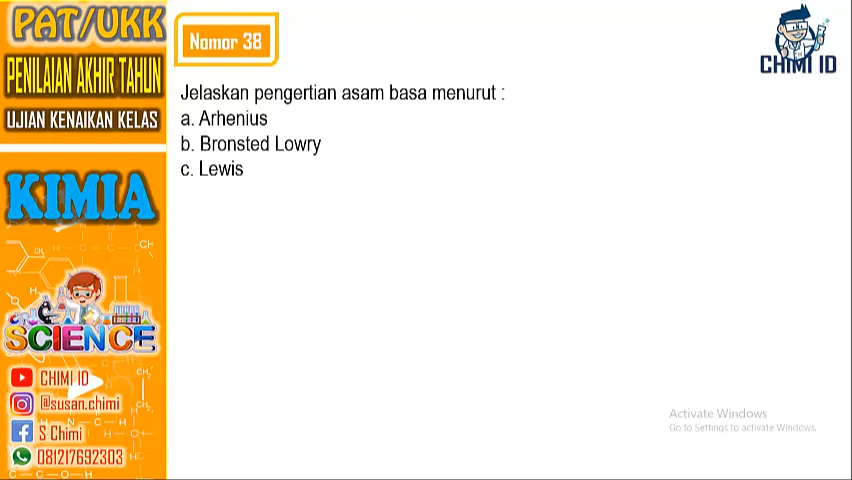 PAT/UKK
PENILAIAN AKHIR TAHUN
UJIAN KENAIKAN KELAS
KIMIA
SCIENCE
CHIMI ID
@susan.chimi
S Chimi
081217692303
Nomor 38
CHIMI ID
Jelaskan pengertian asam basa menurut :
a. Arhenius
b. Bronsted Lowry
c. Lewis
Activate Windows
Go to Settings to activate Windows.